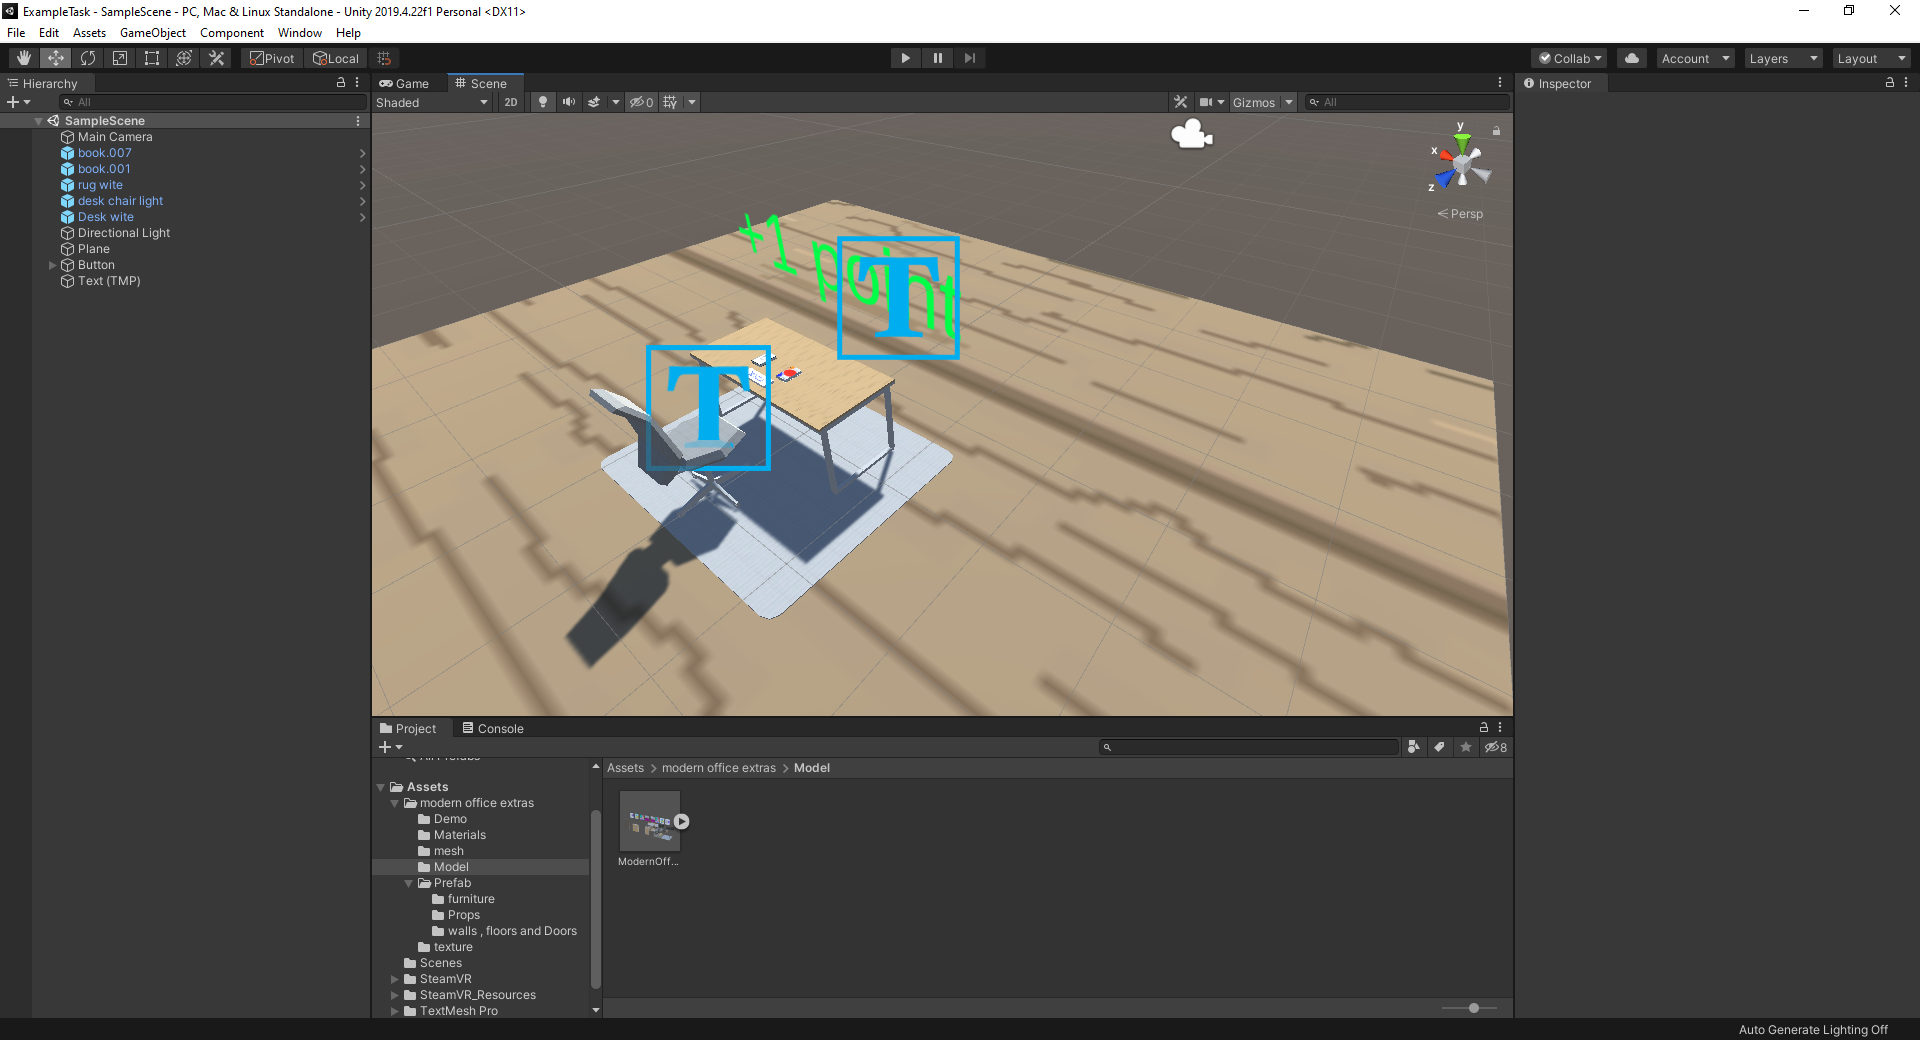 ExampleTask - SampleScene - PC, Mac & Linux Standalone - Unity 2019.4.22f1 Personal <DX11>
File Edit Assets GameObject Component Window Help
Pivot Local Collab Account Layers Layout
Hierarchy
All
SampleScene
Main Camera
book.007
book.001
rug wite
desk chair light
Desk wite
Directional Light
Plane
Button
Text (TMP)
Game Scene
Shaded 2D 0 Gizmos All
y
x
z
Persp
+1 point
T
T
Inspector
Project Console
8
All Prefabs
Assets
modern office extras
Demo
Materials
mesh
Model
Prefab
furniture
Props
walls , floors and Doors
texture
Scenes
SteamVR
SteamVR_Resources
TextMesh Pro
Assets > modern office extras > Model
ModernOff...
Auto Generate Lighting Off